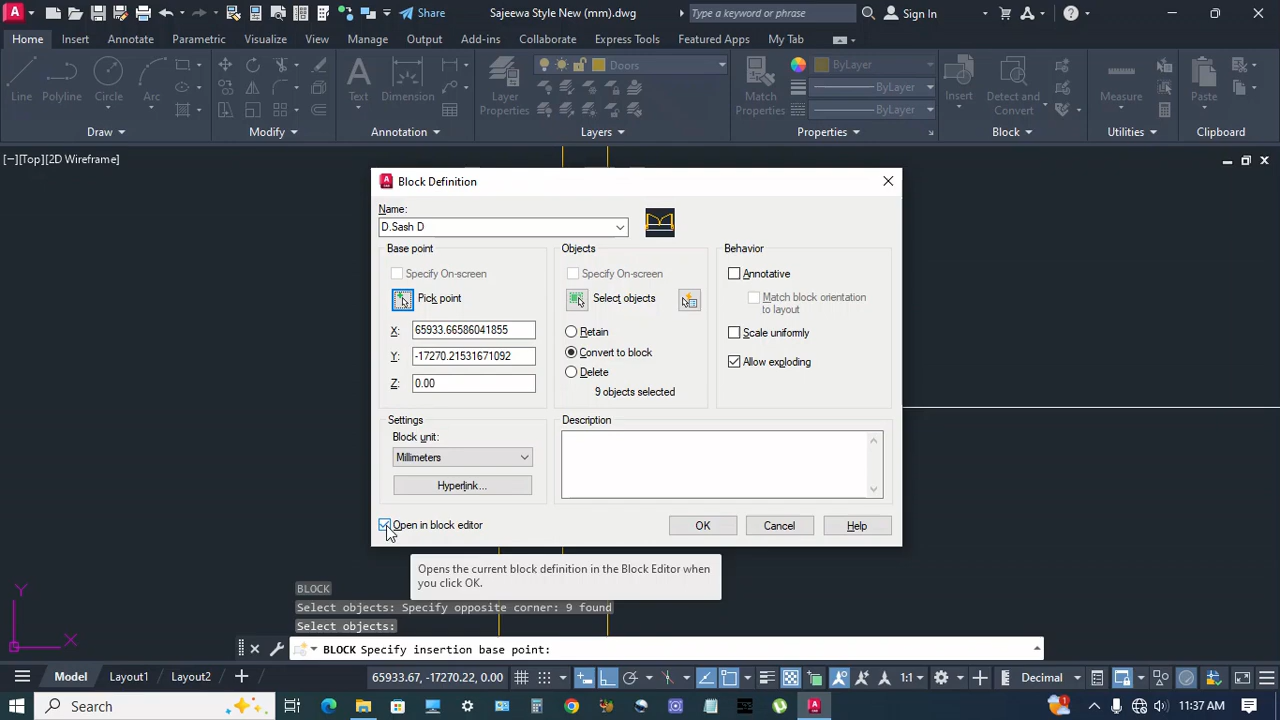 Share
Sajeewa Style New (mm).dwg
Type a keyword or phrase
Sign In
Home
Insert
Annotate
Parametric
Visualize
View
Manage
Output
Add-ins
Collaborate
Express Tools
Featured Apps
My Tab
Line
Polyline
Circle
Arc
Text
Dimension
Layer
Properties
Doors
Match
Properties
ByLayer
ByLayer
ByLayer
Insert
Detect and
Convert
Measure
Paste
Draw
Modify
Annotation
Layers
Properties
Block
Utilities
Clipboard
[−][Top][2D Wireframe]
Block Definition
Name:
D.Sash D
Base point
Specify On-screen
Pick point
X: 65933.66586041855
Y: -17270.21531671092
Z: 0.00
Objects
Specify On-screen
Select objects
Retain
Convert to block
Delete
9 objects selected
Behavior
Annotative
Match block orientation
to layout
Scale uniformly
Allow exploding
Settings
Block unit:
Millimeters
Hyperlink...
Description
Open in block editor
OK
Cancel
Help
Opens the current block definition in the Block Editor when
you click OK.
BLOCK
Select objects: Specify opposite corner: 9 found
Select objects:
BLOCK Specify insertion base point:
Y
X
Model
Layout1
Layout2
65933.67, -17270.22, 0.00
1:1
Decimal
Search
11:37 AM